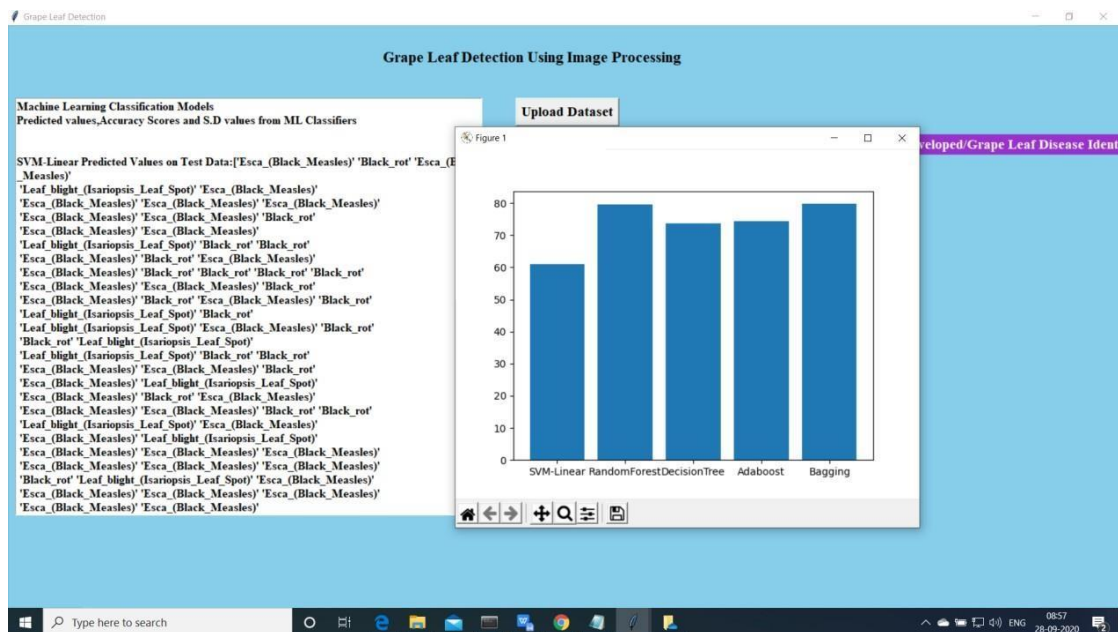 Grape Leaf Detection
Grape Leaf Detection Using Image Processing
Machine Learning Classification Models
Predicted values,Accuracy Scores and S.D values from ML Classifiers
Upload Dataset
SVM-Linear Predicted Values on Test Data:['Esca_(Black_Measles)' 'Black_rot' 'Esca_(B
_Measles)'
'Leaf_blight_(Isariopsis_Leaf_Spot)' 'Esca_(Black_Measles)'
'Esca_(Black_Measles)' 'Esca_(Black_Measles)' 'Esca_(Black_Measles)'
'Esca_(Black_Measles)' 'Esca_(Black_Measles)' 'Black_rot'
'Esca_(Black_Measles)' 'Esca_(Black_Measles)'
'Leaf_blight_(Isariopsis_Leaf_Spot)' 'Black_rot' 'Black_rot'
'Esca_(Black_Measles)' 'Black_rot' 'Esca_(Black_Measles)'
'Esca_(Black_Measles)' 'Black_rot' 'Black_rot' 'Black_rot' 'Black_rot'
'Esca_(Black_Measles)' 'Esca_(Black_Measles)' 'Black_rot'
'Esca_(Black_Measles)' 'Black_rot' 'Esca_(Black_Measles)' 'Black_rot'
'Leaf_blight_(Isariopsis_Leaf_Spot)' 'Black_rot'
'Leaf_blight_(Isariopsis_Leaf_Spot)' 'Esca_(Black_Measles)' 'Black_rot'
'Black_rot' 'Leaf_blight_(Isariopsis_Leaf_Spot)'
'Leaf_blight_(Isariopsis_Leaf_Spot)' 'Black_rot' 'Black_rot'
'Esca_(Black_Measles)' 'Esca_(Black_Measles)' 'Black_rot'
'Esca_(Black_Measles)' 'Leaf_blight_(Isariopsis_Leaf_Spot)'
'Esca_(Black_Measles)' 'Black_rot' 'Esca_(Black_Measles)'
'Esca_(Black_Measles)' 'Esca_(Black_Measles)' 'Black_rot' 'Black_rot'
'Leaf_blight_(Isariopsis_Leaf_Spot)' 'Esca_(Black_Measles)'
'Esca_(Black_Measles)' 'Leaf_blight_(Isariopsis_Leaf_Spot)'
'Esca_(Black_Measles)' 'Esca_(Black_Measles)' 'Esca_(Black_Measles)'
'Esca_(Black_Measles)' 'Esca_(Black_Measles)' 'Esca_(Black_Measles)'
'Black_rot' 'Leaf_blight_(Isariopsis_Leaf_Spot)' 'Esca_(Black_Measles)'
'Esca_(Black_Measles)' 'Esca_(Black_Measles)' 'Esca_(Black_Measles)'
'Esca_(Black_Measles)' 'Esca_(Black_Measles)'
Figure 1
veloped/Grape Leaf Disease Ident
80
70
60
50
40
30
20
10
0
SVM-Linear RandomForest DecisionTree Adaboost Bagging
Type here to search
ENG
08:57
28-09-2020
2